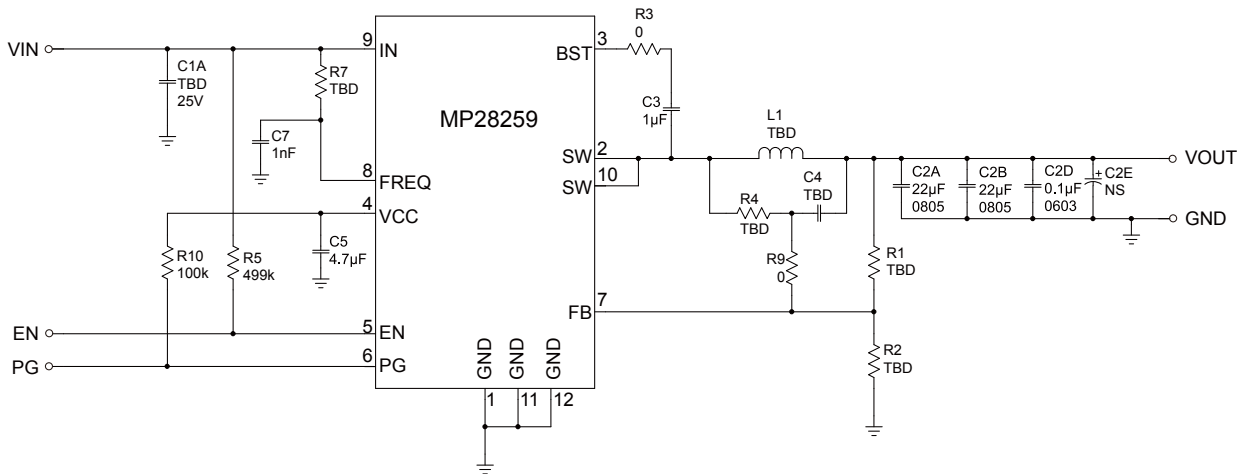 VIN
C1A
TBD
25V
R7
TBD
C7
1nF
R10
100k
R5
499k
C5
4.7µF
EN
PG
9
IN
8
FREQ
4
VCC
5
EN
6
PG
MP28259
BST
3
SW
2
SW
10
FB
7
GND
GND
GND
1
11
12
R3
0
C3
1µF
L1
TBD
R4
TBD
C4
TBD
R9
0
R1
TBD
R2
TBD
C2A
22µF
0805
C2B
22µF
0805
C2D
0.1µF
0603
+
C2E
NS
VOUT
GND